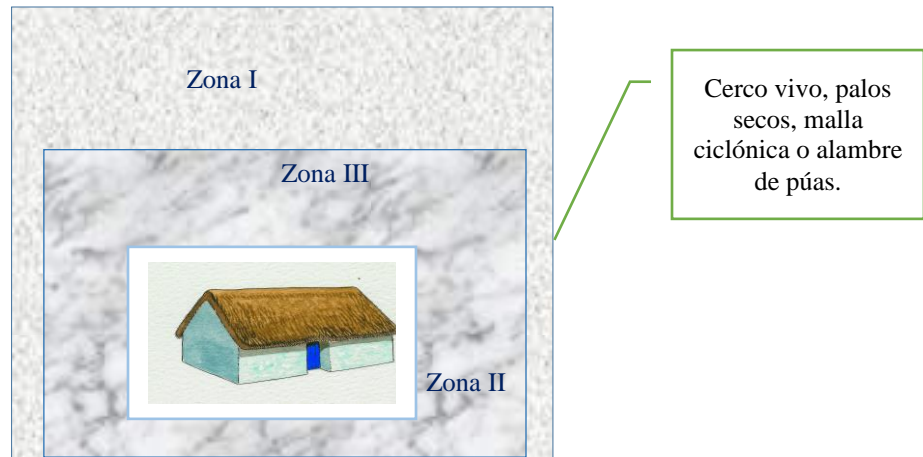 Zona I
Zona III
Zona II
Cerco vivo, palos
secos, malla
ciclónica o alambre
de púas.